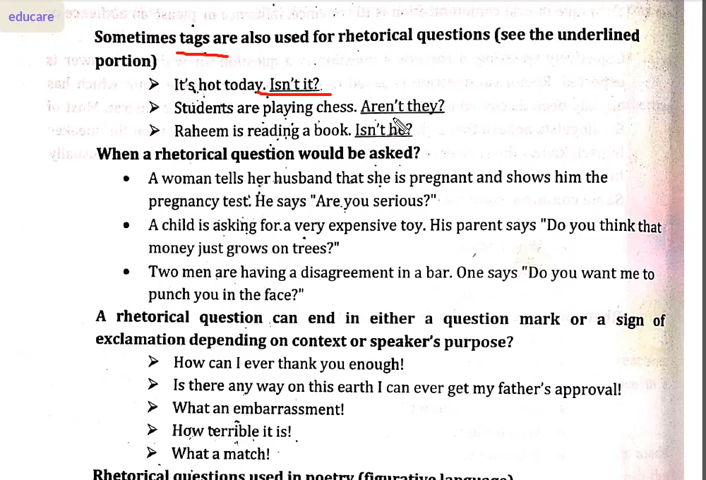 educare
Sometimes tags are also used for rhetorical questions (see the underlined
portion)
➢ It's hot today. Isn't it?
➢ Students are playing chess. Aren't they?
➢ Raheem is reading a book. Isn't he?
When a rhetorical question would be asked?
• A woman tells her husband that she is pregnant and shows him the
pregnancy test. He says "Are you serious?"
• A child is asking for a very expensive toy. His parent says "Do you think that
money just grows on trees?"
• Two men are having a disagreement in a bar. One says "Do you want me to
punch you in the face?"
A rhetorical question can end in either a question mark or a sign of
exclamation depending on context or speaker's purpose?
➢ How can I ever thank you enough!
➢ Is there any way on this earth I can ever get my father's approval!
➢ What an embarrassment!
➢ How terrible it is!
➢ What a match!
Rhetorical questions used in poetry (figurative language)